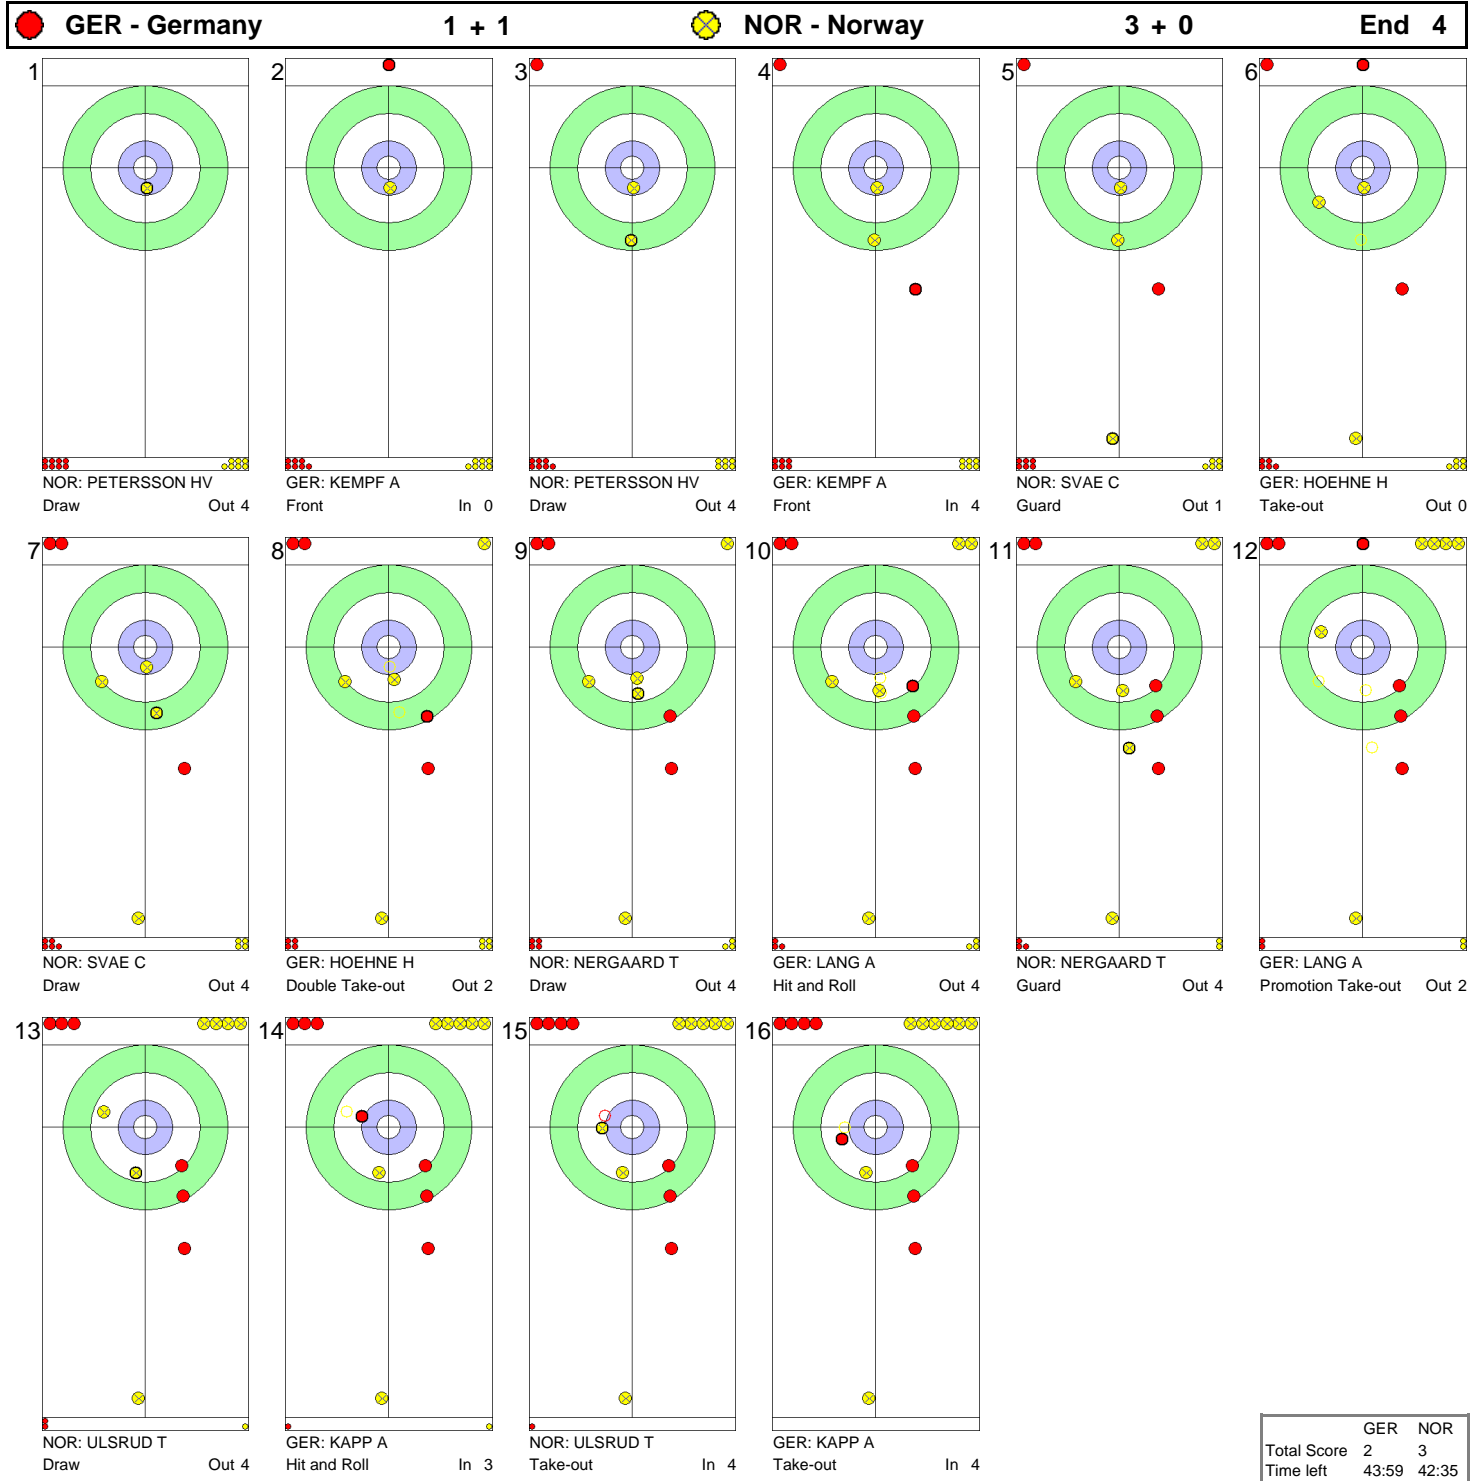 GER - Germany 1 + 1 NOR - Norway 3 + 0 End 4
1 2 3 4 5 6
NOR: PETERSSON HV GER: KEMPF A NOR: PETERSSON HV GER: KEMPF A NOR: SVAE C GER: HOEHNE H
Draw Out 4 Front In 0 Draw Out 4 Front In 4 Guard Out 1 Take-out Out 0
7 8 9 10 11 12
NOR: SVAE C GER: HOEHNE H NOR: NERGAARD T GER: LANG A NOR: NERGAARD T GER: LANG A
Draw Out 4 Double Take-out Out 2 Draw Out 4 Hit and Roll Out 4 Guard Out 4 Promotion Take-out Out 2
13 14 15 16
NOR: ULSRUD T GER: KAPP A NOR: ULSRUD T GER: KAPP A
Draw Out 4 Hit and Roll In 3 Take-out In 4 Take-out In 4
GER NOR
Total Score 2 3
Time left 43:59 42:35